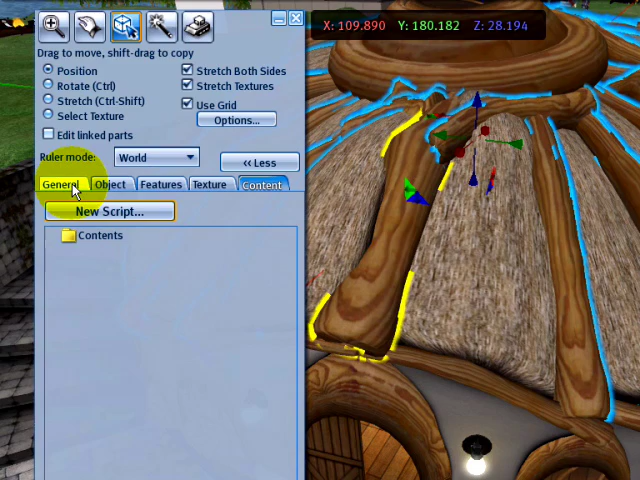 X: 109.890 Y: 180.182 Z: 28.194
Drag to move, shift-drag to copy
Position
Rotate (Ctrl)
Stretch (Ctrl-Shift)
Select Texture
Edit linked parts
Stretch Both Sides
Stretch Textures
Use Grid
Options...
Ruler mode: World
<< Less
General Object Features Texture Content
New Script...
Contents